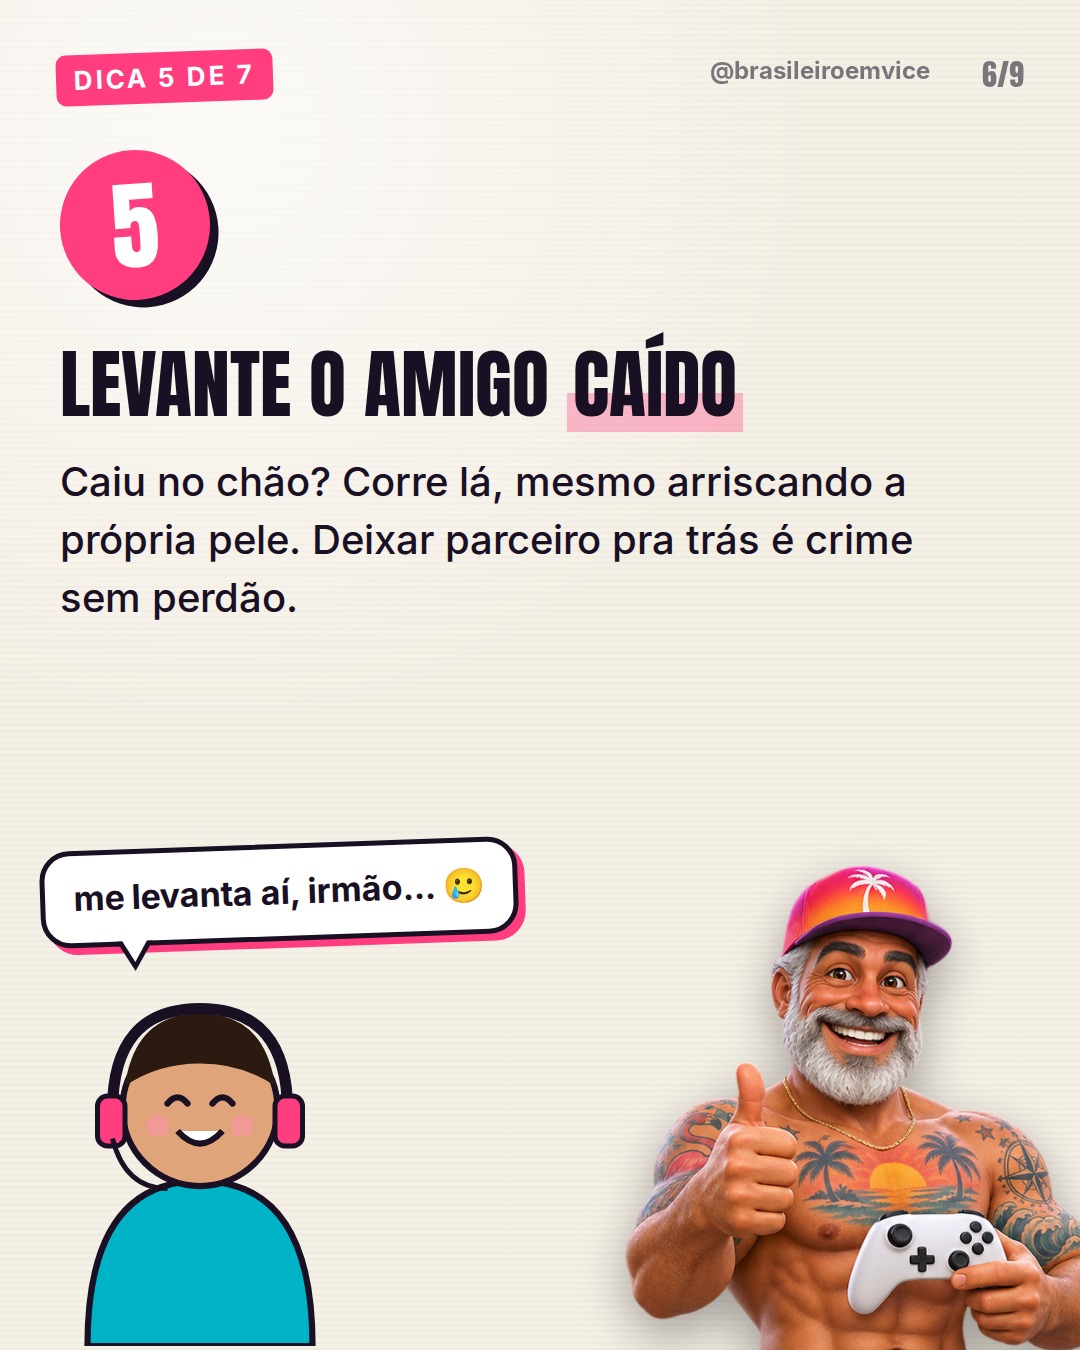 DICA 5 DE 7
@brasileiroemvice
6/9
5
LEVANTE O AMIGO CAÍDO
Caiu no chão? Corre lá, mesmo arriscando a
própria pele. Deixar parceiro pra trás é crime
sem perdão.
me levanta aí, irmão... 🥲